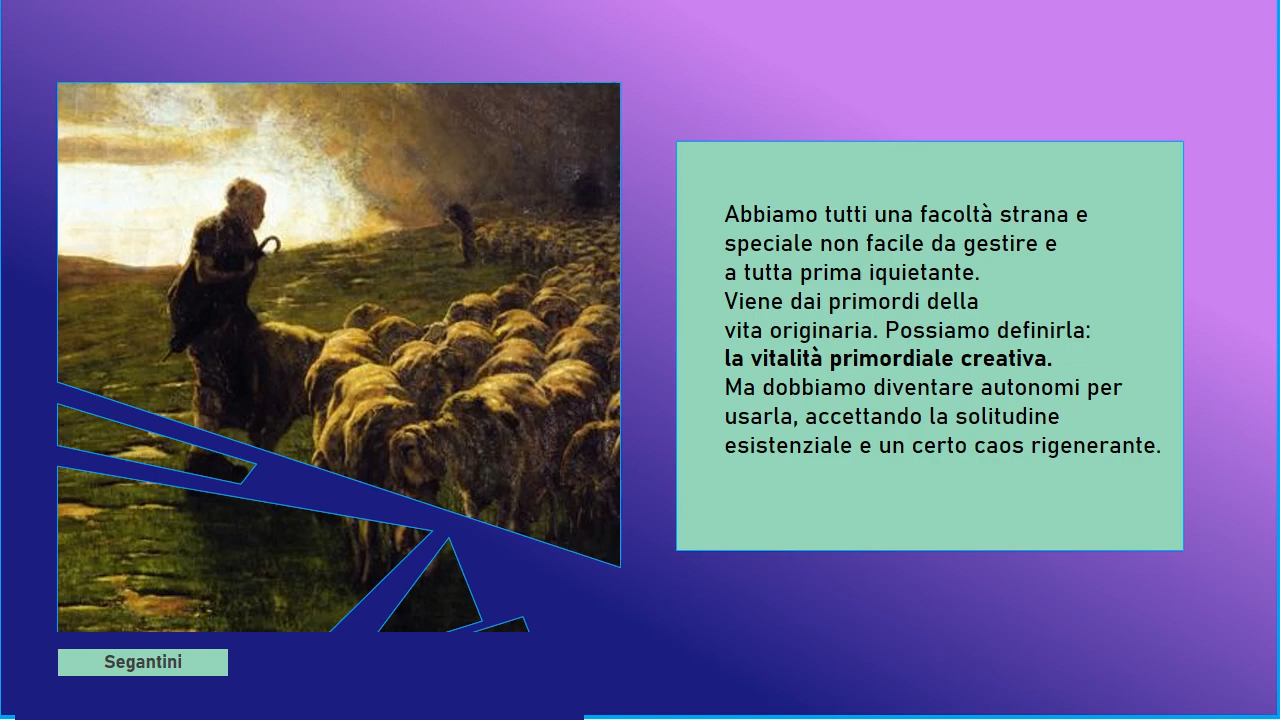 Abbiamo tutti una facoltà strana e
speciale non facile da gestire e
a tutta prima iquietante.
Viene dai primordi della
vita originaria. Possiamo definirla:
la vitalità primordiale creativa.
Ma dobbiamo diventare autonomi per
usarla, accettando la solitudine
esistenziale e un certo caos rigenerante.
Segantini